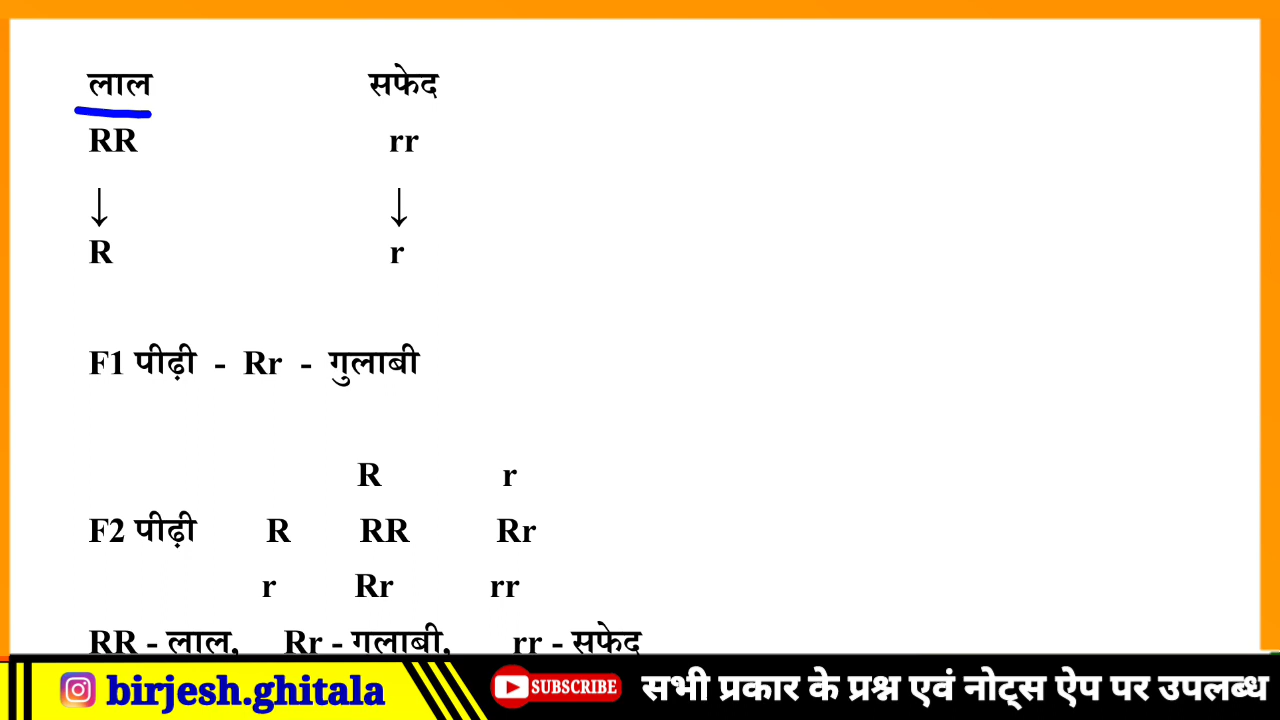 लाल सफेद
RR rr
↓ ↓
R r
F1 पीढ़ी - Rr - गुलाबी
R r
F2 पीढ़ी R RR Rr
r Rr rr
RR - लाल, Rr - गुलाबी, rr - सफेद
birjesh.ghitala SUBSCRIBE सभी प्रकार के प्रश्न एवं नोट्स ऐप पर उपलब्ध